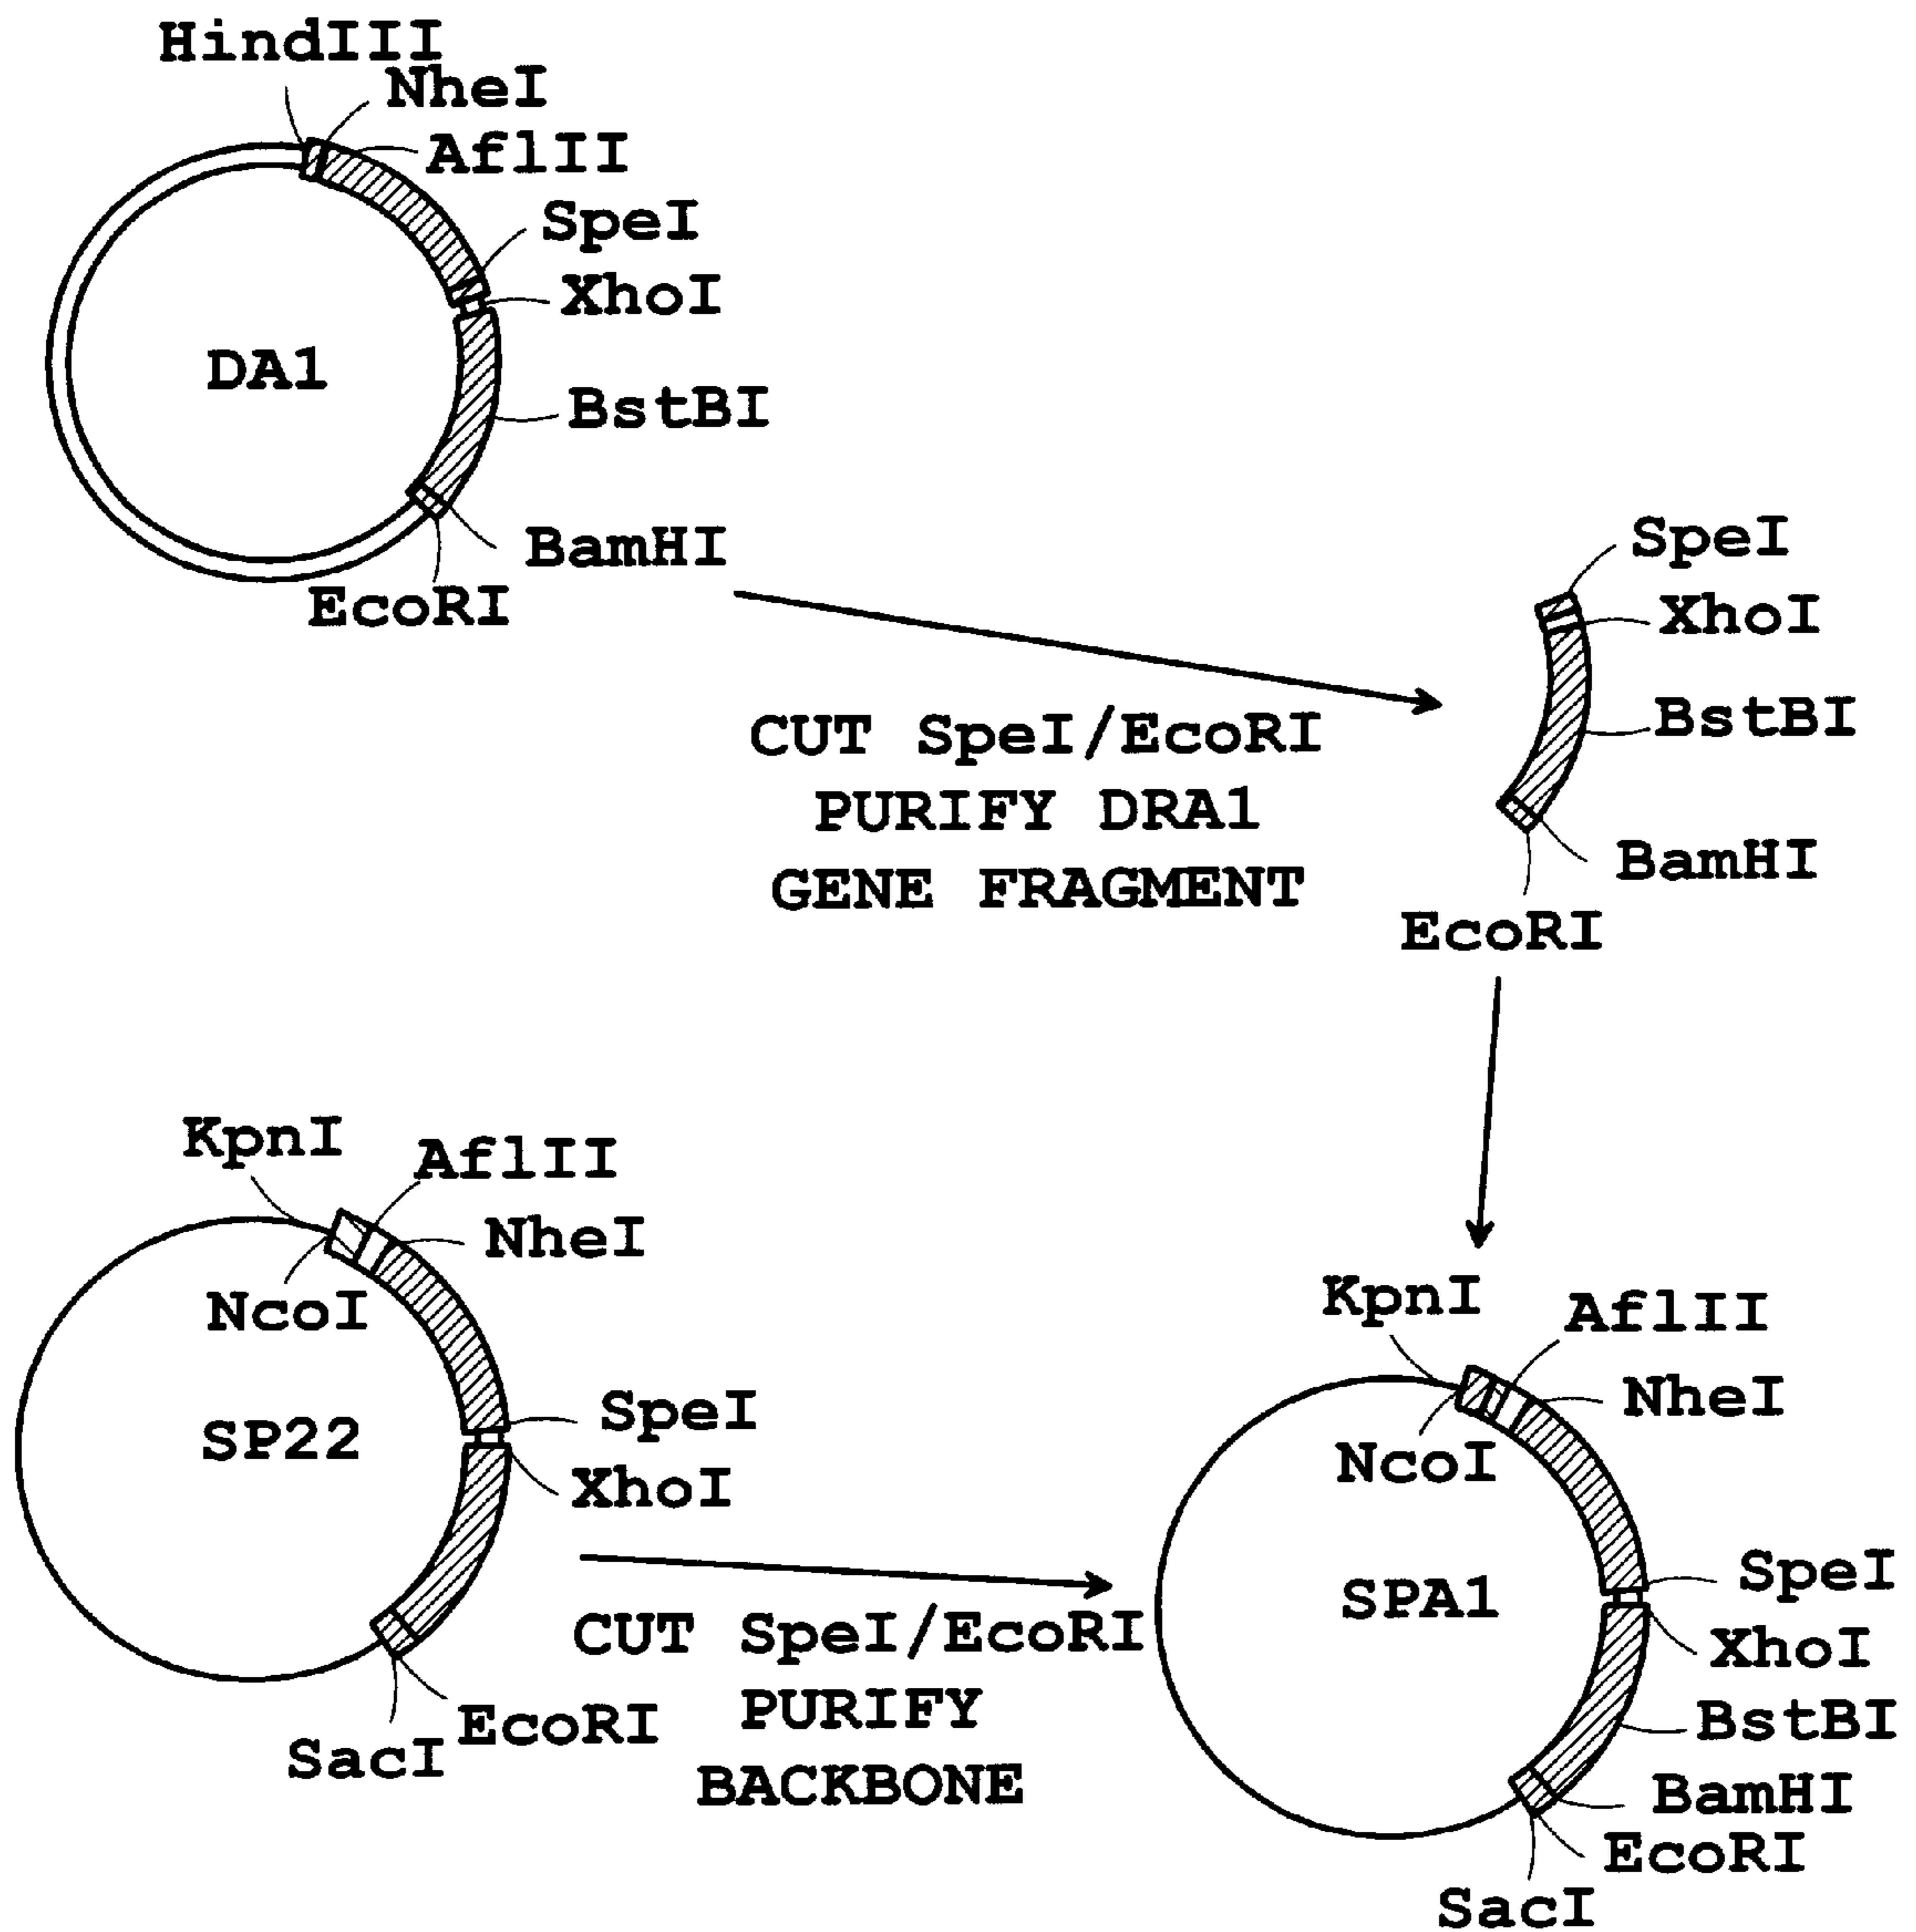 HindIII
NheI
AflII
SpeI
XhoI
DA1
BstBI
BamHI
EcoRI
CUT SpeI/EcoRI
PURIFY DRA1
GENE FRAGMENT
SpeI
XhoI
BstBI
BamHI
EcoRI
KpnI
AflII
NheI
NcoI
SP22
SpeI
XhoI
EcoRI
SacI
CUT SpeI/EcoRI
PURIFY
BACKBONE
KpnI
AflII
NheI
NcoI
SPA1
SpeI
XhoI
BstBI
BamHI
EcoRI
SacI